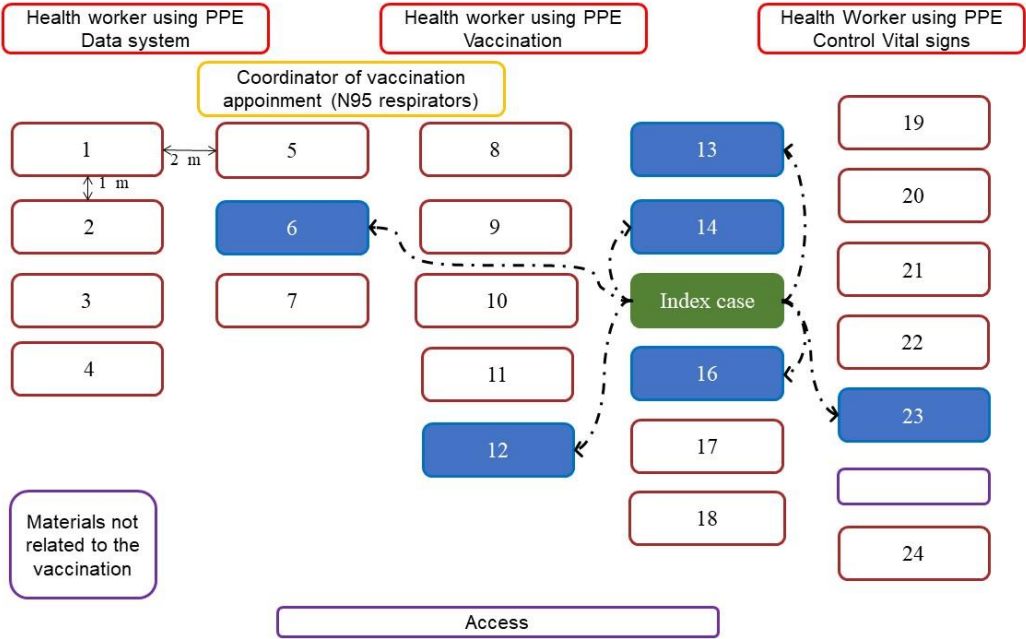 Health worker using PPE
Data system
Health worker using PPE
Vaccination
Health Worker using PPE
Control Vital signs
Coordinator of vaccination
appoinment (N95 respirators)
1
2 m
5
8
13
19
1 m
2
6
9
14
20
3
7
10
Index case
21
4
11
16
22
12
17
23
18
24
Materials not
related to the
vaccination
Access